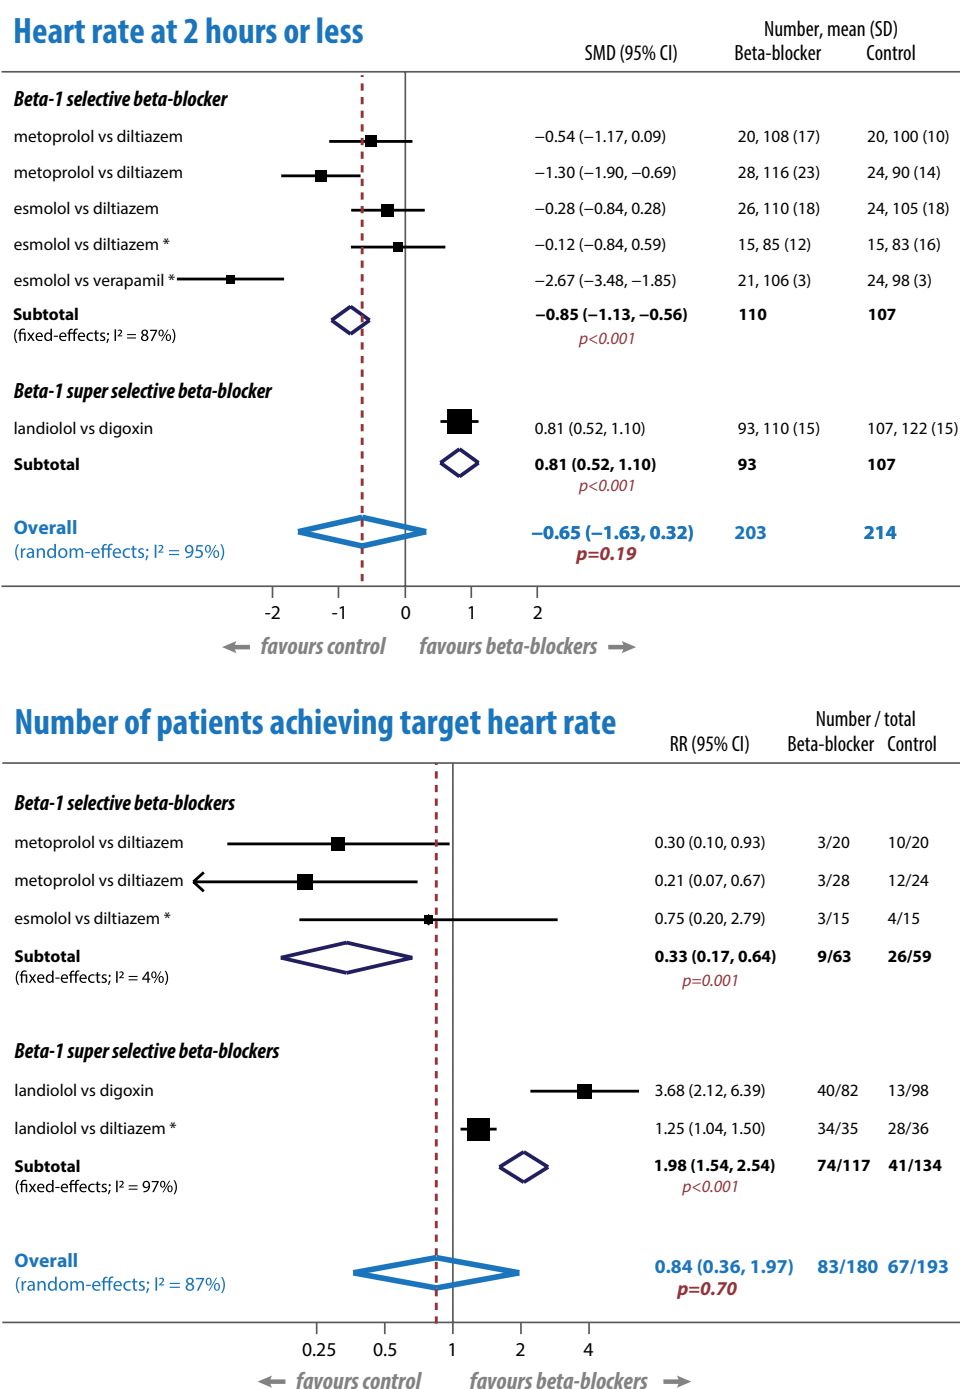 Heart rate at 2 hours or less
Number, mean (SD)
SMD (95% CI) Beta-blocker Control
Beta-1 selective beta-blocker
metoprolol vs diltiazem −0.54 (−1.17, 0.09) 20, 108 (17) 20, 100 (10)
metoprolol vs diltiazem −1.30 (−1.90, −0.69) 28, 116 (23) 24, 90 (14)
esmolol vs diltiazem −0.28 (−0.84, 0.28) 26, 110 (18) 24, 105 (18)
esmolol vs diltiazem * −0.12 (−0.84, 0.59) 15, 85 (12) 15, 83 (16)
esmolol vs verapamil * −2.67 (−3.48, −1.85) 21, 106 (3) 24, 98 (3)
Subtotal −0.85 (−1.13, −0.56) 110 107
(fixed-effects; I² = 87%) p<0.001
Beta-1 super selective beta-blocker
landiolol vs digoxin 0.81 (0.52, 1.10) 93, 110 (15) 107, 122 (15)
Subtotal 0.81 (0.52, 1.10) 93 107
p<0.001
Overall −0.65 (−1.63, 0.32) 203 214
(random-effects; I² = 95%) p=0.19
-2 -1 0 1 2
favours control favours beta-blockers
Number of patients achieving target heart rate
Number / total
RR (95% CI) Beta-blocker Control
Beta-1 selective beta-blockers
metoprolol vs diltiazem 0.30 (0.10, 0.93) 3/20 10/20
metoprolol vs diltiazem 0.21 (0.07, 0.67) 3/28 12/24
esmolol vs diltiazem * 0.75 (0.20, 2.79) 3/15 4/15
Subtotal 0.33 (0.17, 0.64) 9/63 26/59
(fixed-effects; I² = 4%) p=0.001
Beta-1 super selective beta-blockers
landiolol vs digoxin 3.68 (2.12, 6.39) 40/82 13/98
landiolol vs diltiazem * 1.25 (1.04, 1.50) 34/35 28/36
Subtotal 1.98 (1.54, 2.54) 74/117 41/134
(fixed-effects; I² = 97%) p<0.001
Overall 0.84 (0.36, 1.97) 83/180 67/193
(random-effects; I² = 87%) p=0.70
0.25 0.5 1 2 4
favours control favours beta-blockers